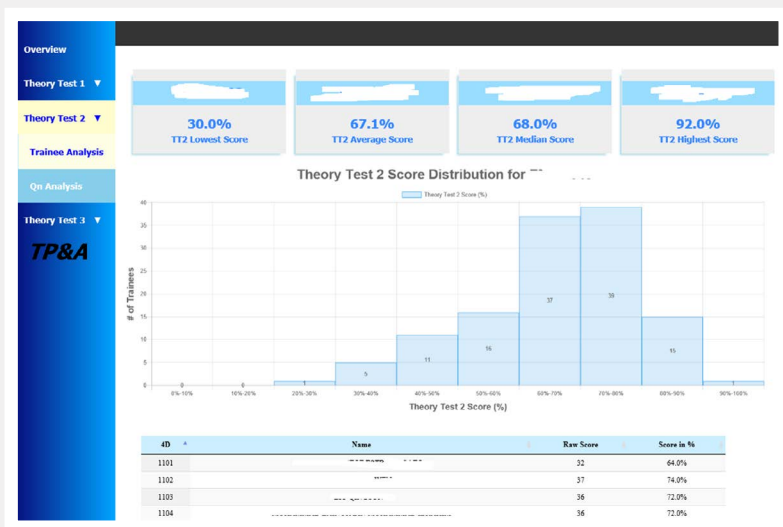 Overview
Theory Test 1 ▼
Theory Test 2 ▼
Trainee Analysis
Qn Analysis
Theory Test 3 ▼
TP&A
30.0%
TT2 Lowest Score
67.1%
TT2 Average Score
68.0%
TT2 Median Score
92.0%
TT2 Highest Score
Theory Test 2 Score Distribution for
Theory Test 2 Score (%)
# of Trainees
40
35
30
25
20
15
10
5
0
0 0 1 5 11 16 37 39 15 1
0%-10% 10%-20% 20%-30% 30%-40% 40%-50% 50%-60% 60%-70% 70%-80% 80%-90% 90%-100%
Theory Test 2 Score (%)
4D Name Raw Score Score in %
1101 32 64.0%
1102 37 74.0%
1103 36 72.0%
1104 36 72.0%